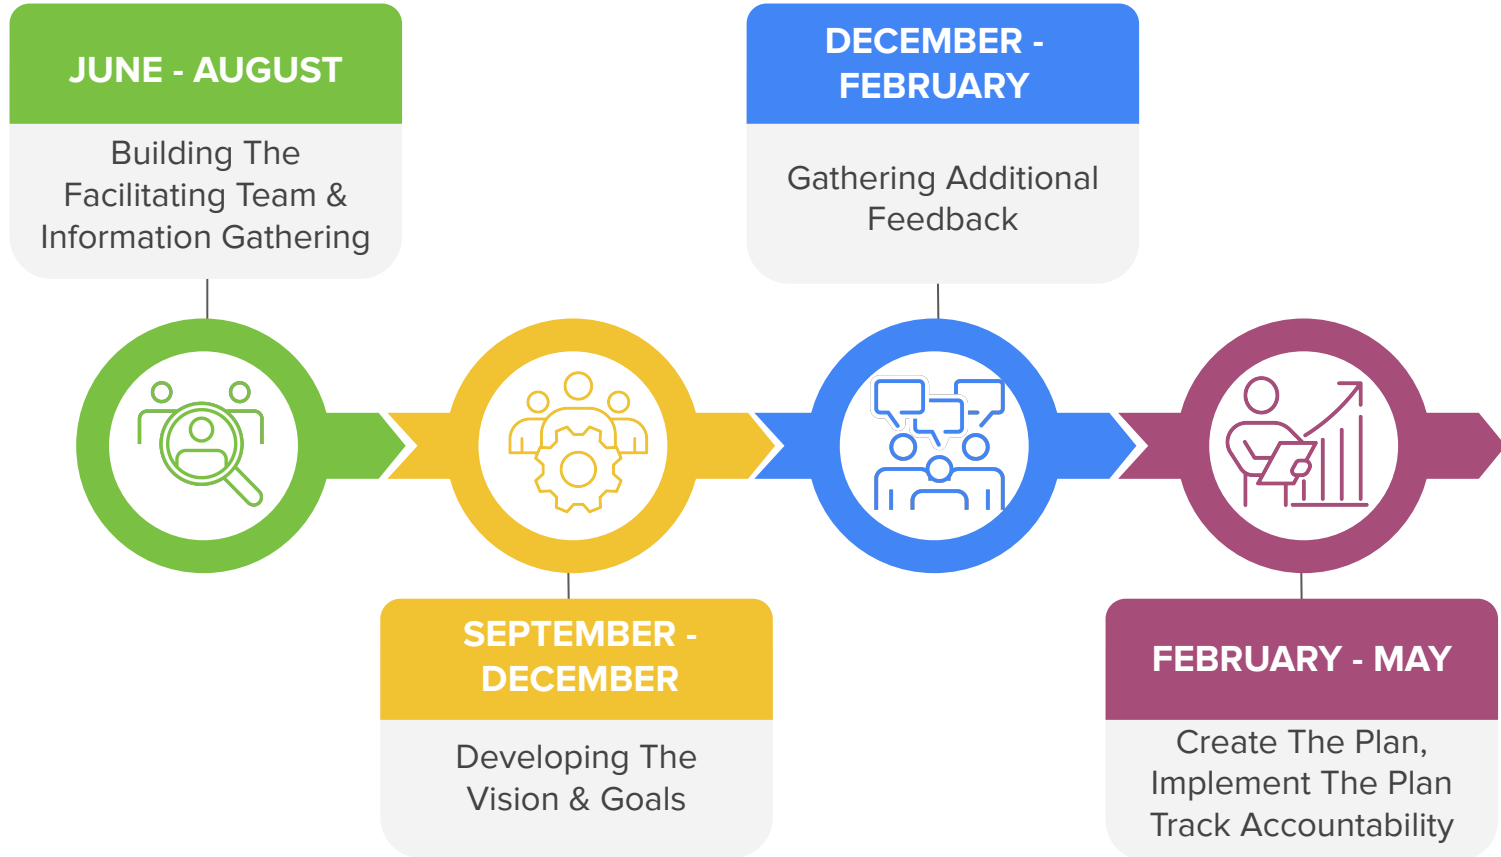 JUNE - AUGUST
Building The
Facilitating Team &
Information Gathering
SEPTEMBER -
DECEMBER
Developing The
Vision & Goals
DECEMBER -
FEBRUARY
Gathering Additional
Feedback
FEBRUARY - MAY
Create The Plan,
Implement The Plan
Track Accountability